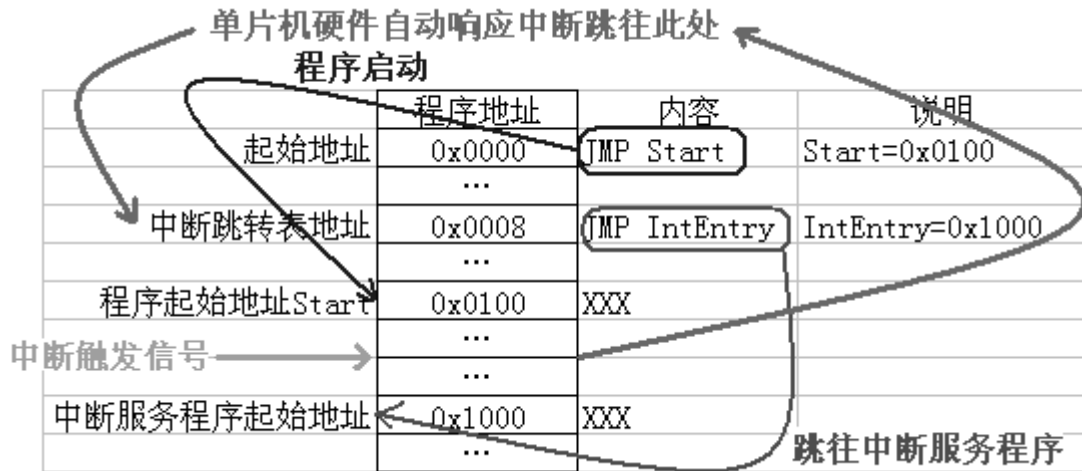 单片机硬件自动响应中断跳往此处
程序启动
程序地址 内容 说明
起始地址 0x0000 JMP Start Start=0x0100
...
中断跳转表地址 0x0008 JMP IntEntry IntEntry=0x1000
...
程序起始地址Start 0x0100 XXX
...
中断触发信号
...
中断服务程序起始地址 0x1000 XXX
...
跳往中断服务程序